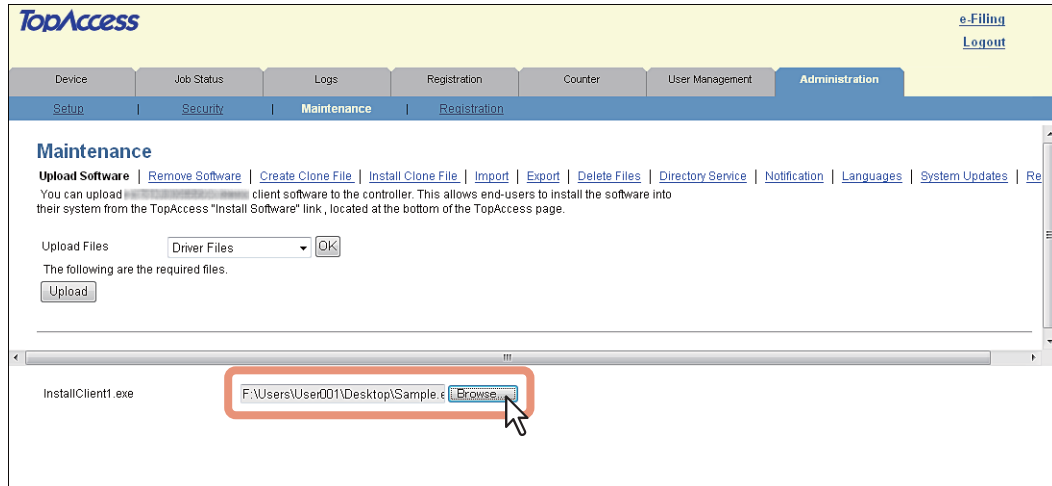 TopAccess
e-Filing
Logout
Device Job Status Logs Registration Counter User Management Administration
Setup | Security | Maintenance | Registration
Maintenance
Upload Software | Remove Software | Create Clone File | Install Clone File | Import | Export | Delete Files | Directory Service | Notification | Languages | System Updates | Re
You can upload client software to the controller. This allows end-users to install the software into
their system from the TopAccess "Install Software" link , located at the bottom of the TopAccess page.
Upload Files Driver Files OK
The following are the required files.
Upload
InstallClient1.exe F:\Users\User001\Desktop\Sample.e Browse...